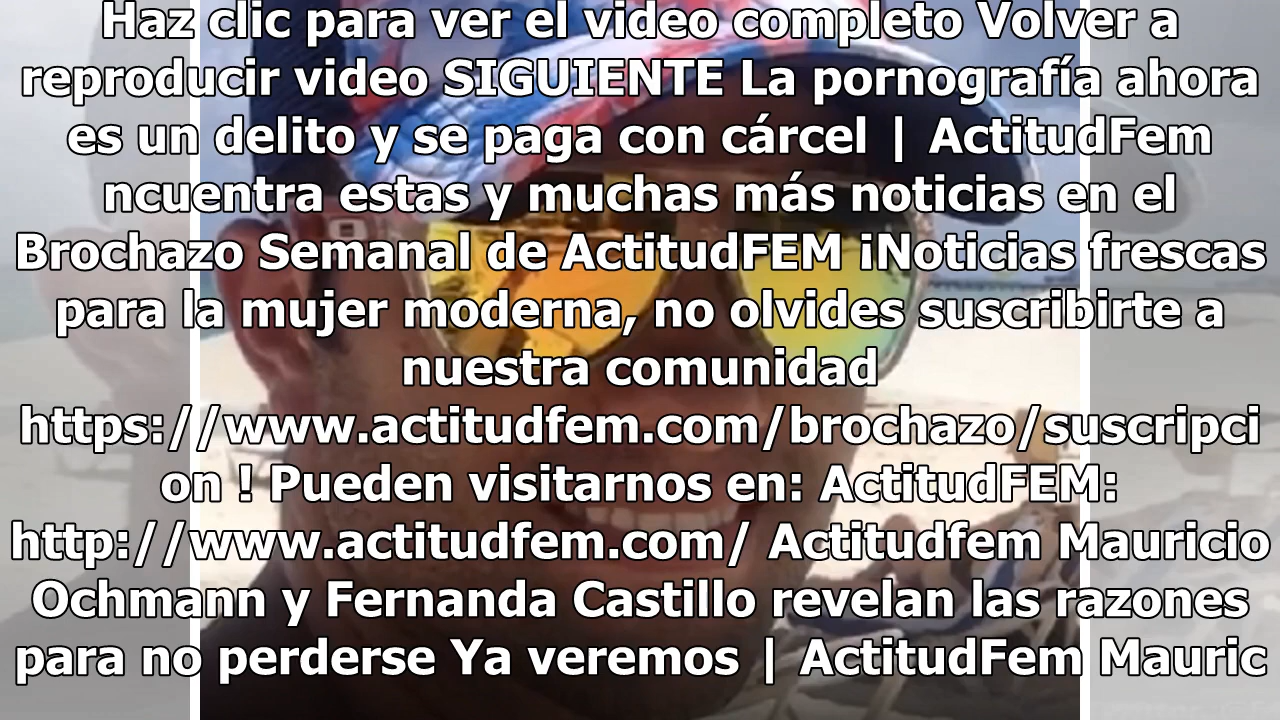 Haz clic para ver el video completo Volver a
reproducir video SIGUIENTE La pornografía ahora
es un delito y se paga con cárcel | ActitudFem
ncuentra estas y muchas más noticias en el
Brochazo Semanal de ActitudFEM ¡Noticias frescas
para la mujer moderna, no olvides suscribirte a
nuestra comunidad
https://www.actitudfem.com/brochazo/suscripci
on ! Pueden visitarnos en: ActitudFEM:
http://www.actitudfem.com/ Actitudfem Mauricio
Ochmann y Fernanda Castillo revelan las razones
para no perderse Ya veremos | ActitudFem Mauric